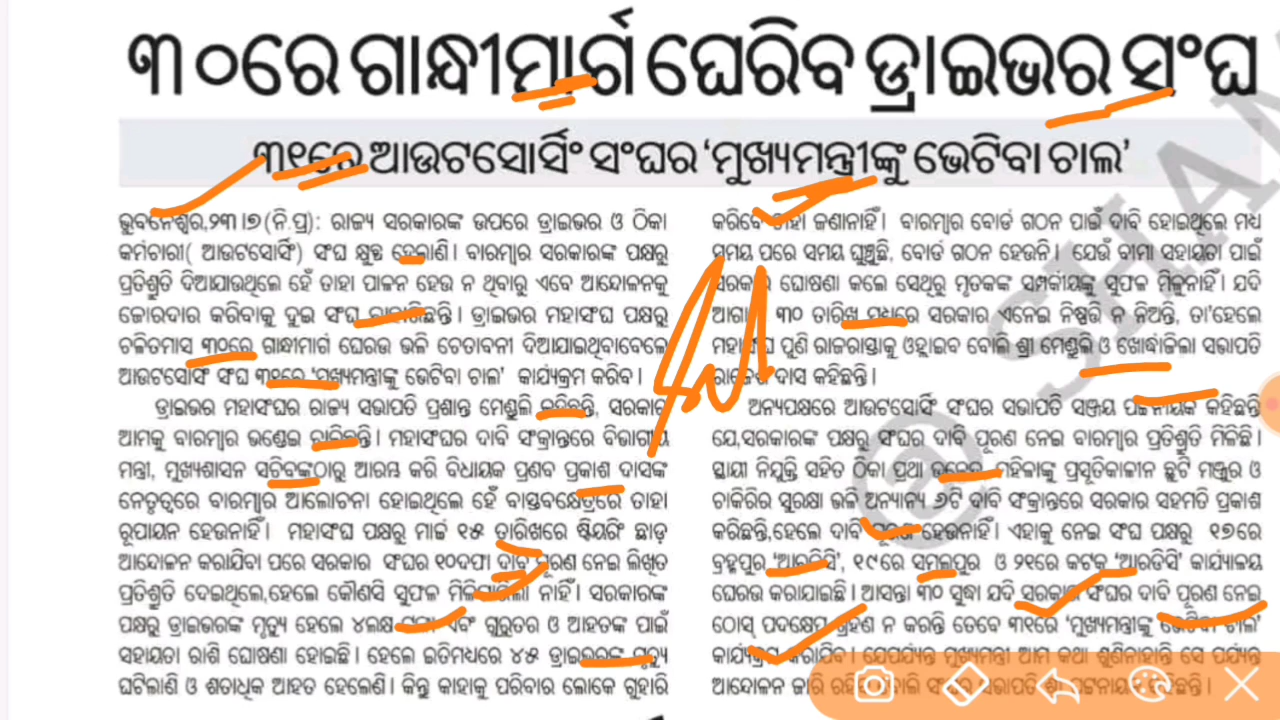 ୩୦ରେ ଗାନ୍ଧୀମାର୍ଗ ଘେରିବ ଡ୍ରାଇଭର ସଂଘ
୩୧ରେ ଆଉଟସୋର୍ସିଂ ସଂଘର ‘ମୁଖ୍ୟମନ୍ତ୍ରୀଙ୍କୁ ଭେଟିବା ଚାଲ’
ଭୁବନେଶ୍ୱର,୨୩।୭(ନି.ପ୍ର): ରାଜ୍ୟ ସରକାରଙ୍କ ଉପରେ ଡ୍ରାଇଭର ଓ ଠିକା
କର୍ମଚାରୀ( ଆଉଟସୋର୍ସିଂ) ସଂଘ କ୍ଷୁବ୍ଧ ହେଲାଣି। ବାରମ୍ବାର ସରକାରଙ୍କ ପକ୍ଷରୁ
ପ୍ରତିଶ୍ରୁତି ଦିଆଯାଉଥିଲେ ହେଁ ତାହା ପାଳନ ହେଉ ନ ଥିବାରୁ ଏବେ ଆନ୍ଦୋଳନକୁ
ଜୋରଦାର କରିବାକୁ ଦୁଇ ସଂଘ ଡ୍ରାଇଭର ମହାସଂଘ ପକ୍ଷରୁ
ଚଳିତମାସ ୩୦ରେ ଗାନ୍ଧୀମାର୍ଗ ଘେରଉ ଭଳି ଚେତାବନୀ ଦିଆଯାଇଥିବାବେଳେ
ଆଉଟସୋର୍ସିଂ ସଂଘ ୩୧ରେ ‘ମୁଖ୍ୟମନ୍ତ୍ରୀଙ୍କୁ ଭେଟିବା ଚାଲ’ କାର୍ଯ୍ୟକ୍ରମ କରିବ।
ଡ୍ରାଇଭର ମହାସଂଘର ରାଜ୍ୟ ସଭାପତି ପ୍ରଶାନ୍ତ ମେଣ୍ଢୁଲି କହିଛନ୍ତି, ସରକାର
ଆମକୁ ବାରମ୍ବାର ଭଣ୍ଡେଇ ଚାଲିଛନ୍ତି। ମହାସଂଘର ଦାବି ସଂକ୍ରାନ୍ତରେ ବିଭାଗୀୟ
ମନ୍ତ୍ରୀ, ମୁଖ୍ୟଶାସନ ସଚିବଙ୍କଠାରୁ ଆରମ୍ଭ କରି ବିଧାୟକ ପ୍ରଣବ ପ୍ରକାଶ ଦାସଙ୍କ
ନେତୃତ୍ୱରେ ବାରମ୍ବାର ଆଲୋଚନା ହୋଇଥିଲେ ହେଁ ବାସ୍ତବକ୍ଷେତ୍ରରେ ତାହା
ରୂପାୟନ ହେଉନାହିଁ। ମହାସଂଘ ପକ୍ଷରୁ ମାର୍ଚ୍ଚ ୧୫ ତାରିଖରେ ଷ୍ଟିୟରିଂ ଛାଡ଼
ଆନ୍ଦୋଳନ କରାଯିବା ପରେ ସରକାର ସଂଘର ୧୦ଦଫା ଦାବି ପୂରଣ ନେଇ ଲିଖିତ
ପ୍ରତିଶ୍ରୁତି ଦେଇଥିଲେ,ହେଲେ କୌଣସି ସୁଫଳ ନାହିଁ। ସରକାରଙ୍କ
ପକ୍ଷରୁ ଡ୍ରାଇଭରଙ୍କ ମୃତ୍ୟୁ ହେଲେ ୪ଲକ୍ଷ ଟଙ୍କା ଏବଂ ଗୁରୁତର ଓ ଆହତଙ୍କ ପାଇଁ
ସହାୟତା ରାଶି ଘୋଷଣା ହୋଇଛି। ହେଲେ ଇତିମଧ୍ୟରେ ୪୫ ଡ୍ରାଇଭରଙ୍କ ମୃତ୍ୟୁ
ଘଟିଲାଣି ଓ ଶତାଧିକ ଆହତ ହେଲେଣି। କିନ୍ତୁ କାହାକୁ ପରିବାର ଲୋକେ ଗୁହାରି
କରିବେ ତାହା ଜଣାନାହିଁ। ବାରମ୍ବାର ବୋର୍ଡ ଗଠନ ପାଇଁ ଦାବି ହୋଇଥିଲେ ମଧ୍ୟ
ସମୟ ପରେ ସମୟ ଘୁଞ୍ଚୁଛି, ବୋର୍ଡ ଗଠନ ହେଉନି। ଯେଉଁ ବୀମା ସହାୟତା ପାଇଁ
ସରକାର ଘୋଷଣା କଲେ ସେଥିରୁ ମୃତକଙ୍କ ସମ୍ପର୍କୀୟଙ୍କୁ ସୁଫଳ ମିଳୁନାହିଁ। ଯଦି
ଆଗାମୀ ୩୦ ତାରିଖ ମଧ୍ୟରେ ସରକାର ଏନେଇ ନିଷ୍ପତ୍ତି ନ ନିଅନ୍ତି, ତା'ହେଲେ
ମହାସଂଘ ପୁଣି ରାଜରାସ୍ତାକୁ ଓହ୍ଲାଇବ ବୋଲି ଶ୍ରୀ ମେଣ୍ଢୁଲି ଓ ଖୋର୍ଦ୍ଧାଜିଲା ସଭାପତି
ଦାସ କହିଛନ୍ତି।
ଅନ୍ୟପକ୍ଷରେ ଆଉଟସୋର୍ସିଂ ସଂଘର ସଭାପତି ସଞ୍ଜୟ ପଟ୍ଟନାୟକ କହିଛନ୍ତି
ଯେ,ସରକାରଙ୍କ ପକ୍ଷରୁ ସଂଘର ଦାବି ପୂରଣ ନେଇ ବାରମ୍ବାର ପ୍ରତିଶ୍ରୁତି ମିଳିଛି।
ସ୍ଥାୟୀ ନିଯୁକ୍ତି ସହିତ ଠିକା ପ୍ରଥା ଉଚ୍ଛେଦ, ମହିଳାଙ୍କୁ ପ୍ରସୂତିକାଳୀନ ଛୁଟି ମଞ୍ଜୁର ଓ
ଚାକିରିର ସୁରକ୍ଷା ଭଳି ଅନ୍ୟାନ୍ୟ ୬ଟି ଦାବି ସଂକ୍ରାନ୍ତରେ ସରକାର ସହମତି ପ୍ରକାଶ
କରିଛନ୍ତି,ହେଲେ ଦାବି ପୂରଣ ହେଉନାହିଁ। ଏହାକୁ ନେଇ ସଂଘ ପକ୍ଷରୁ ୧୭ରେ
ବ୍ରହ୍ମପୁର ‘ଆରଡିସି’, ୧୯ରେ ସମ୍ବଲପୁର ଓ ୨୧ରେ କଟକ ‘ଆରଡିସି’ କାର୍ଯ୍ୟାଳୟ
ଘେରଉ କରାଯାଇଛି। ଆସନ୍ତା ୩୦ ସୁଦ୍ଧା ଯଦି ସରକାର ସଂଘର ଦାବି ପୂରଣ ନେଇ
ଠୋସ୍ ପଦକ୍ଷେପ ଗ୍ରହଣ ନ କରନ୍ତି ତେବେ ୩୧ରେ ‘ମୁଖ୍ୟମନ୍ତ୍ରୀଙ୍କୁ ଭେଟିବା ଚାଲ’
କାର୍ଯ୍ୟକ୍ରମ କରାଯିବ। ଯେପର୍ଯ୍ୟନ୍ତ ମୁଖ୍ୟମନ୍ତ୍ରୀ ଆମ କଥା ଶୁଣିନାହାନ୍ତି ସେ ପର୍ଯ୍ୟନ୍ତ
ଆନ୍ଦୋଳନ ଜାରି ସଭାପତି ଶ୍ରୀ ପଟ୍ଟନାୟକ କହିଛନ୍ତି।